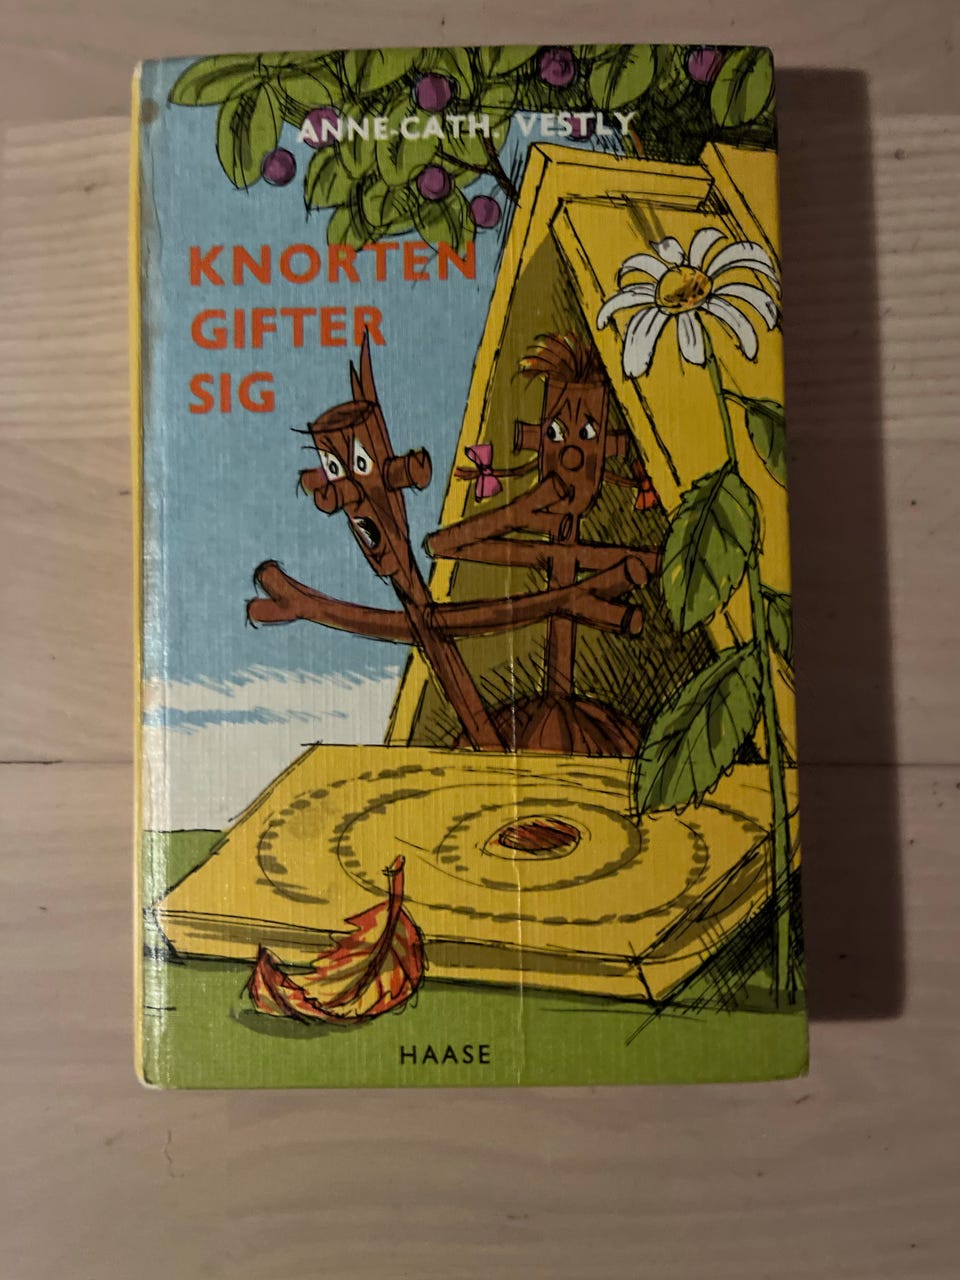 ANNE-CATH. VESTLY
KNORTEN
GIFTER
SIG
HAASE